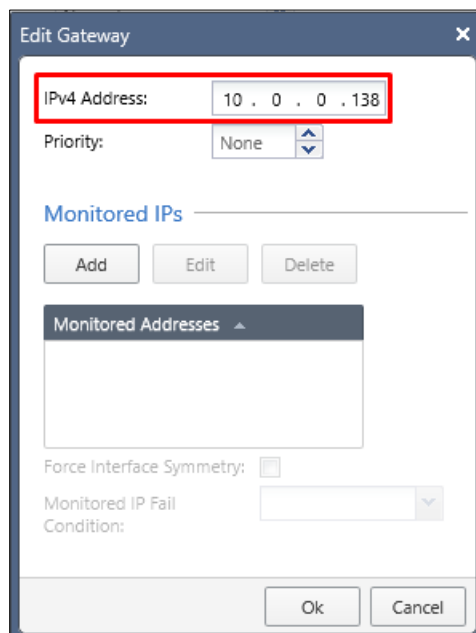 Edit Gateway
IPv4 Address: 10 . 0 . 0 . 138
Priority: None
Monitored IPs
Add Edit Delete
Monitored Addresses
Force Interface Symmetry:
Monitored IP Fail
Condition:
Ok Cancel